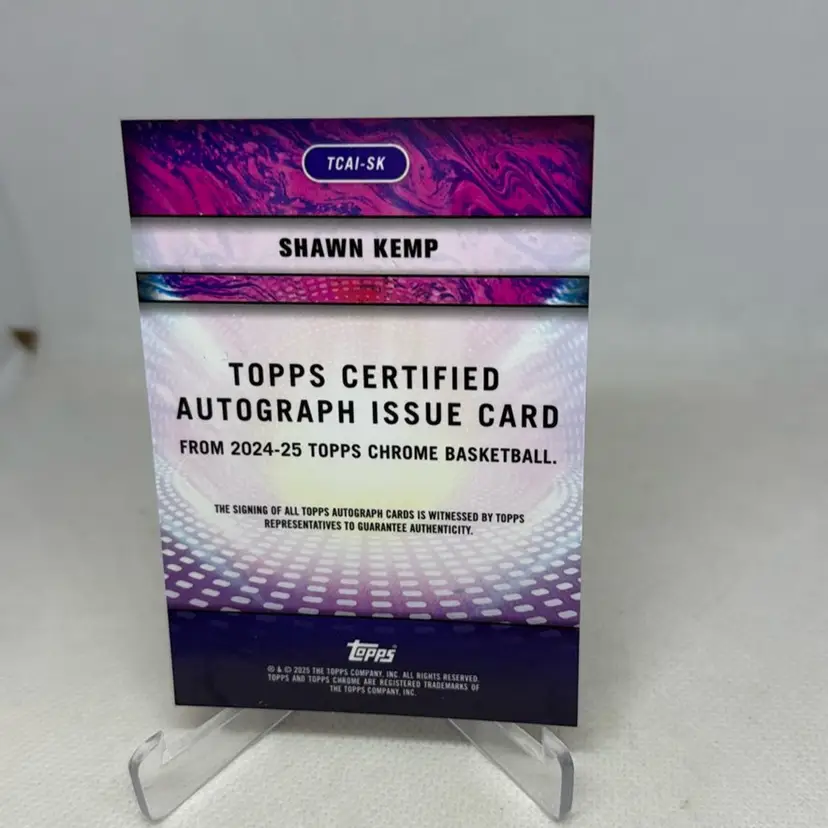 TCAI-SK
SHAWN KEMP
TOPPS CERTIFIED
AUTOGRAPH ISSUE CARD
FROM 2024-25 TOPPS CHROME BASKETBALL.
THE SIGNING OF ALL TOPPS AUTOGRAPH CARDS IS WITNESSED BY TOPPS
REPRESENTATIVES TO GUARANTEE AUTHENTICITY.
Topps
® & © 2025 THE TOPPS COMPANY, INC. ALL RIGHTS RESERVED.
TOPPS AND TOPPS CHROME ARE REGISTERED TRADEMARKS OF
THE TOPPS COMPANY, INC.